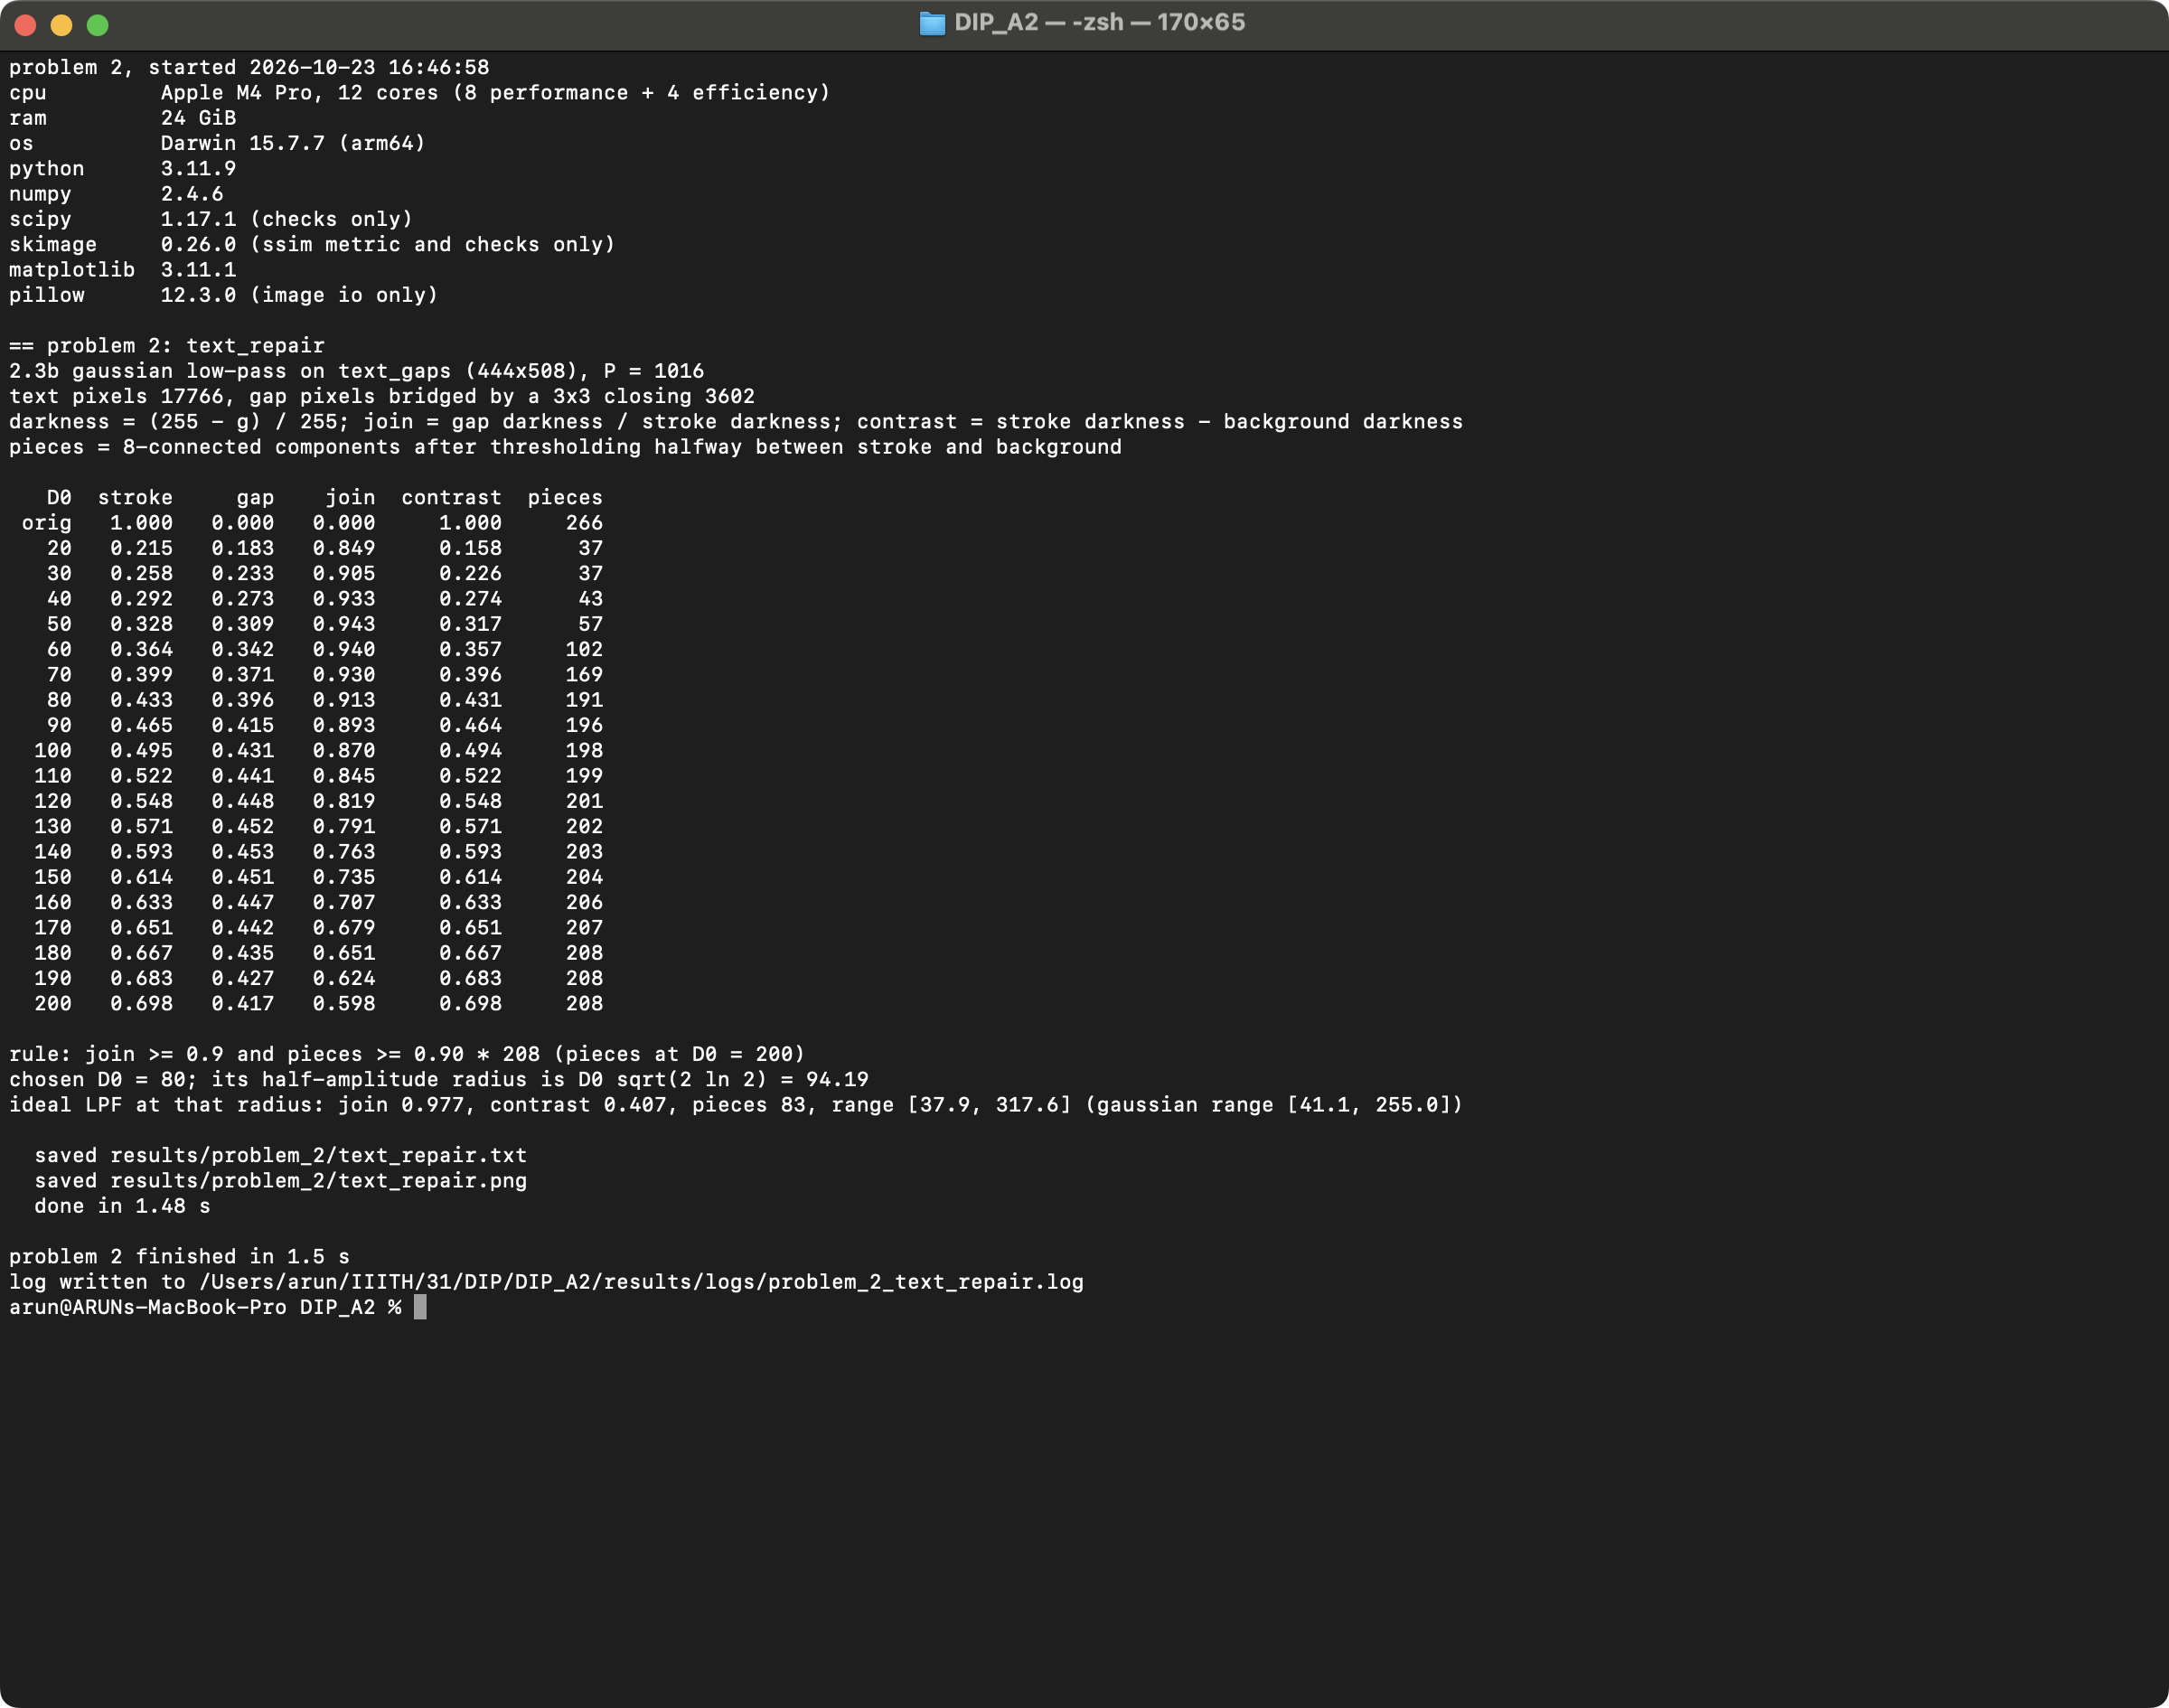 DIP_A2 — -zsh — 170×65
problem 2, started 2026-10-23 16:46:58
cpu         Apple M4 Pro, 12 cores (8 performance + 4 efficiency)
ram         24 GiB
os          Darwin 15.7.7 (arm64)
python      3.11.9
numpy       2.4.6
scipy       1.17.1 (checks only)
skimage     0.26.0 (ssim metric and checks only)
matplotlib  3.11.1
pillow      12.3.0 (image io only)

== problem 2: text_repair
2.3b gaussian low-pass on text_gaps (444x508), P = 1016
text pixels 17766, gap pixels bridged by a 3x3 closing 3602
darkness = (255 - g) / 255; join = gap darkness / stroke darkness; contrast = stroke darkness - background darkness
pieces = 8-connected components after thresholding halfway between stroke and background

   D0  stroke     gap    join  contrast  pieces
 orig   1.000   0.000   0.000     1.000     266
   20   0.215   0.183   0.849     0.158      37
   30   0.258   0.233   0.905     0.226      37
   40   0.292   0.273   0.933     0.274      43
   50   0.328   0.309   0.943     0.317      57
   60   0.364   0.342   0.940     0.357     102
   70   0.399   0.371   0.930     0.396     169
   80   0.433   0.396   0.913     0.431     191
   90   0.465   0.415   0.893     0.464     196
  100   0.495   0.431   0.870     0.494     198
  110   0.522   0.441   0.845     0.522     199
  120   0.548   0.448   0.819     0.548     201
  130   0.571   0.452   0.791     0.571     202
  140   0.593   0.453   0.763     0.593     203
  150   0.614   0.451   0.735     0.614     204
  160   0.633   0.447   0.707     0.633     206
  170   0.651   0.442   0.679     0.651     207
  180   0.667   0.435   0.651     0.667     208
  190   0.683   0.427   0.624     0.683     208
  200   0.698   0.417   0.598     0.698     208

rule: join >= 0.9 and pieces >= 0.90 * 208 (pieces at D0 = 200)
chosen D0 = 80; its half-amplitude radius is D0 sqrt(2 ln 2) = 94.19
ideal LPF at that radius: join 0.977, contrast 0.407, pieces 83, range [37.9, 317.6] (gaussian range [41.1, 255.0])

  saved results/problem_2/text_repair.txt
  saved results/problem_2/text_repair.png
  done in 1.48 s

problem 2 finished in 1.5 s
log written to /Users/arun/IIITH/31/DIP/DIP_A2/results/logs/problem_2_text_repair.log
arun@ARUNs-MacBook-Pro DIP_A2 %